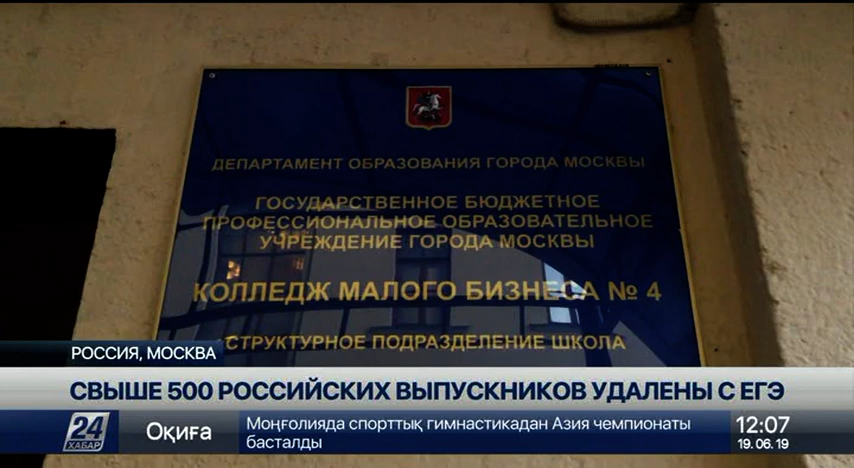 ДЕПАРТАМЕНТ ОБРАЗОВАНИЯ ГОРОДА МОСКВЫ
ГОСУДАРСТВЕННОЕ БЮДЖЕТНОЕ
ПРОФЕССИОНАЛЬНОЕ ОБРАЗОВАТЕЛЬНОЕ
УЧРЕЖДЕНИЕ ГОРОДА МОСКВЫ
КОЛЛЕДЖ МАЛОГО БИЗНЕСА № 4
СТРУКТУРНОЕ ПОДРАЗДЕЛЕНИЕ ШКОЛА
РОССИЯ, МОСКВА
СВЫШЕ 500 РОССИЙСКИХ ВЫПУСКНИКОВ УДАЛЕНЫ С ЕГЭ
24
ХАБАР
Оқиға
Моңғолияда спорттық гимнастикадан Азия чемпионаты
басталды
12:07
19.06.19